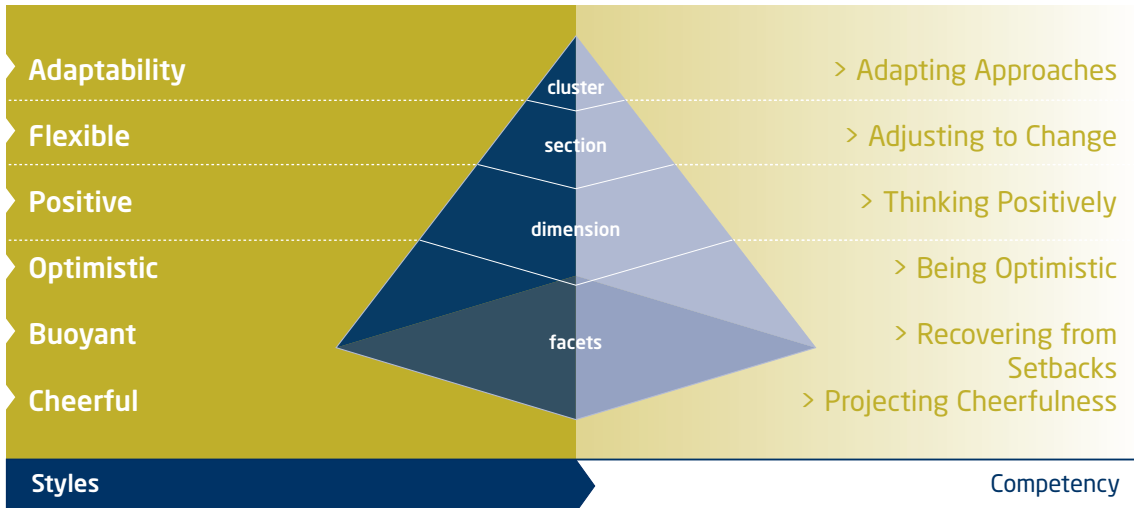 Adaptability
cluster
> Adapting Approaches
Flexible
section
> Adjusting to Change
Positive
dimension
> Thinking Positively
Optimistic
> Being Optimistic
Buoyant
facets
> Recovering from
Setbacks
Cheerful
> Projecting Cheerfulness
Styles
Competency